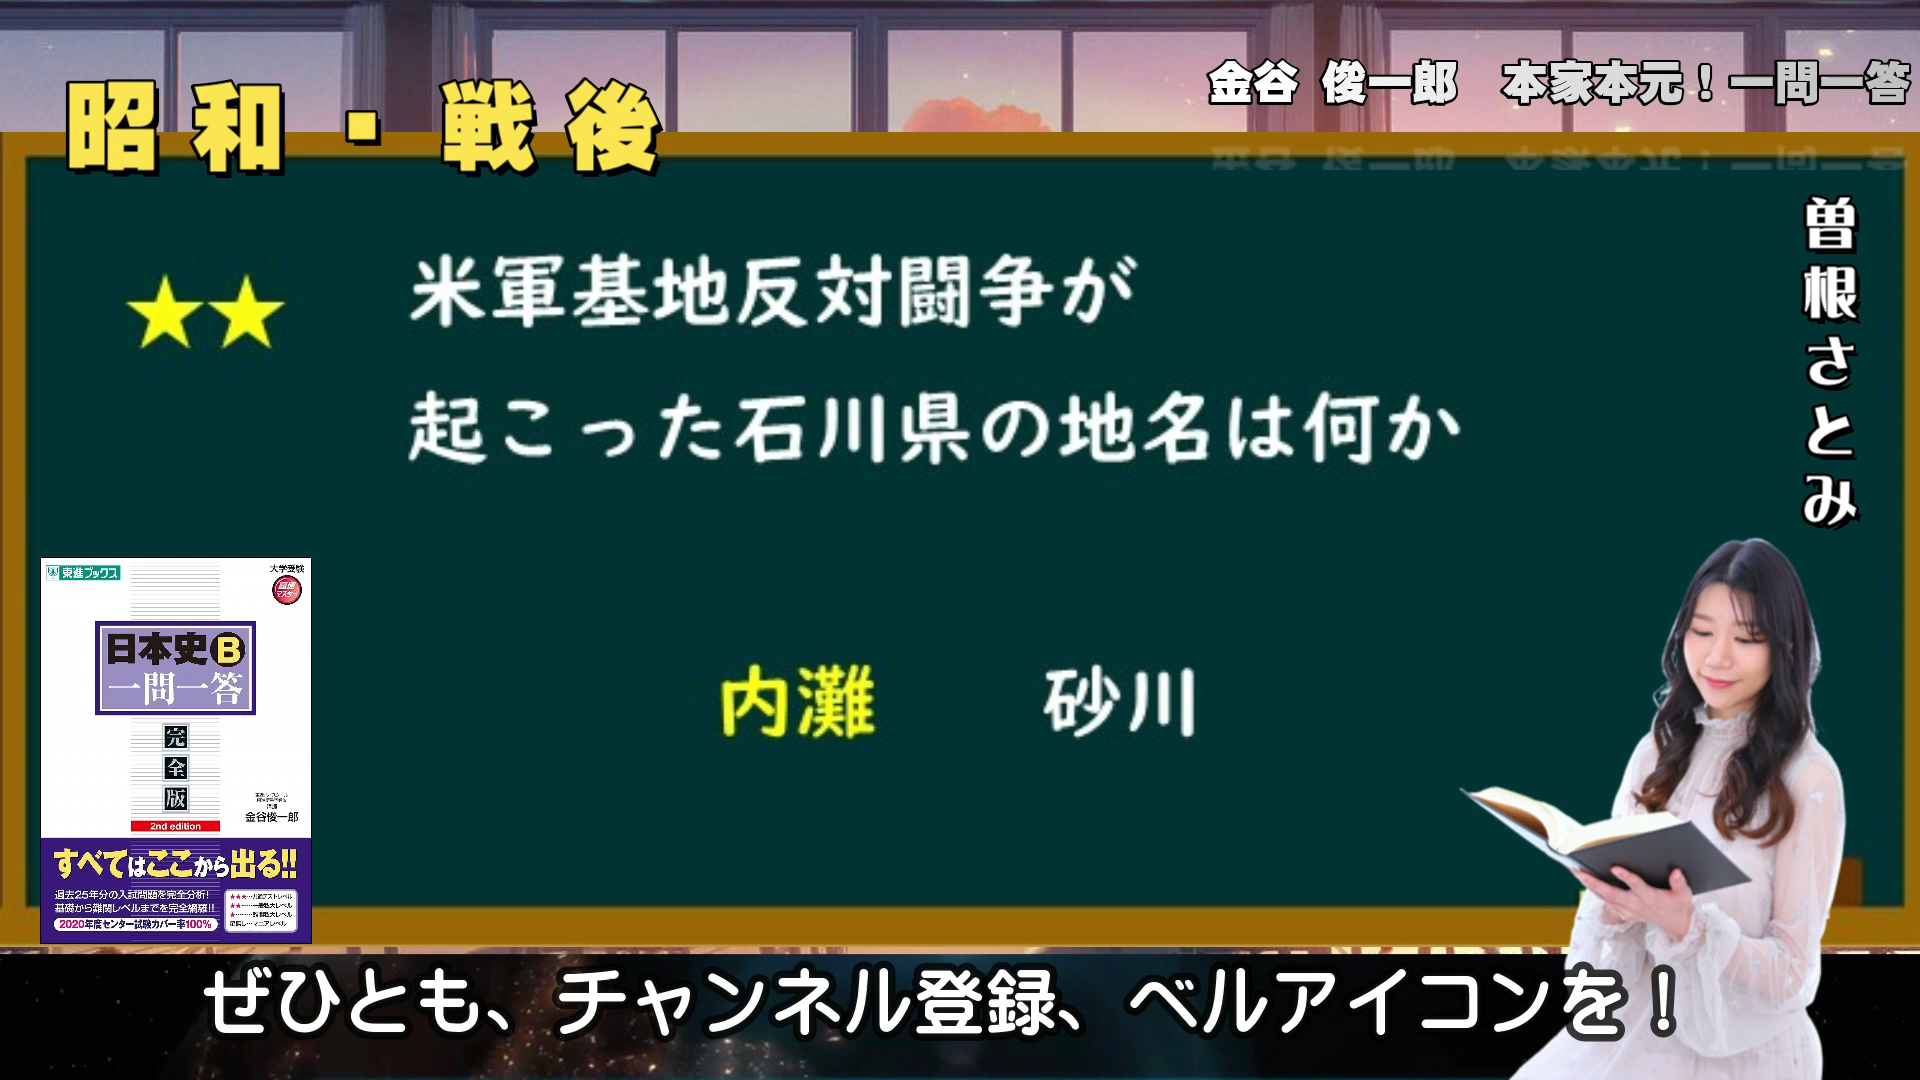 昭和・戦後
金谷 俊一郎 本家本元！一問一答
曽根さとみ
★★ 米軍基地反対闘争が
起こった石川県の地名は何か
内灘 砂川
東進ブックス
大学受験
日本史B
一問一答
完全版
2nd edition
金谷俊一郎
すべてはここから出る!!
過去25年分の入試問題を完全分析!
基礎から難関レベルまでを完全網羅!!
2020年度センター試験カバー率100%
ぜひとも、チャンネル登録、ベルアイコンを！